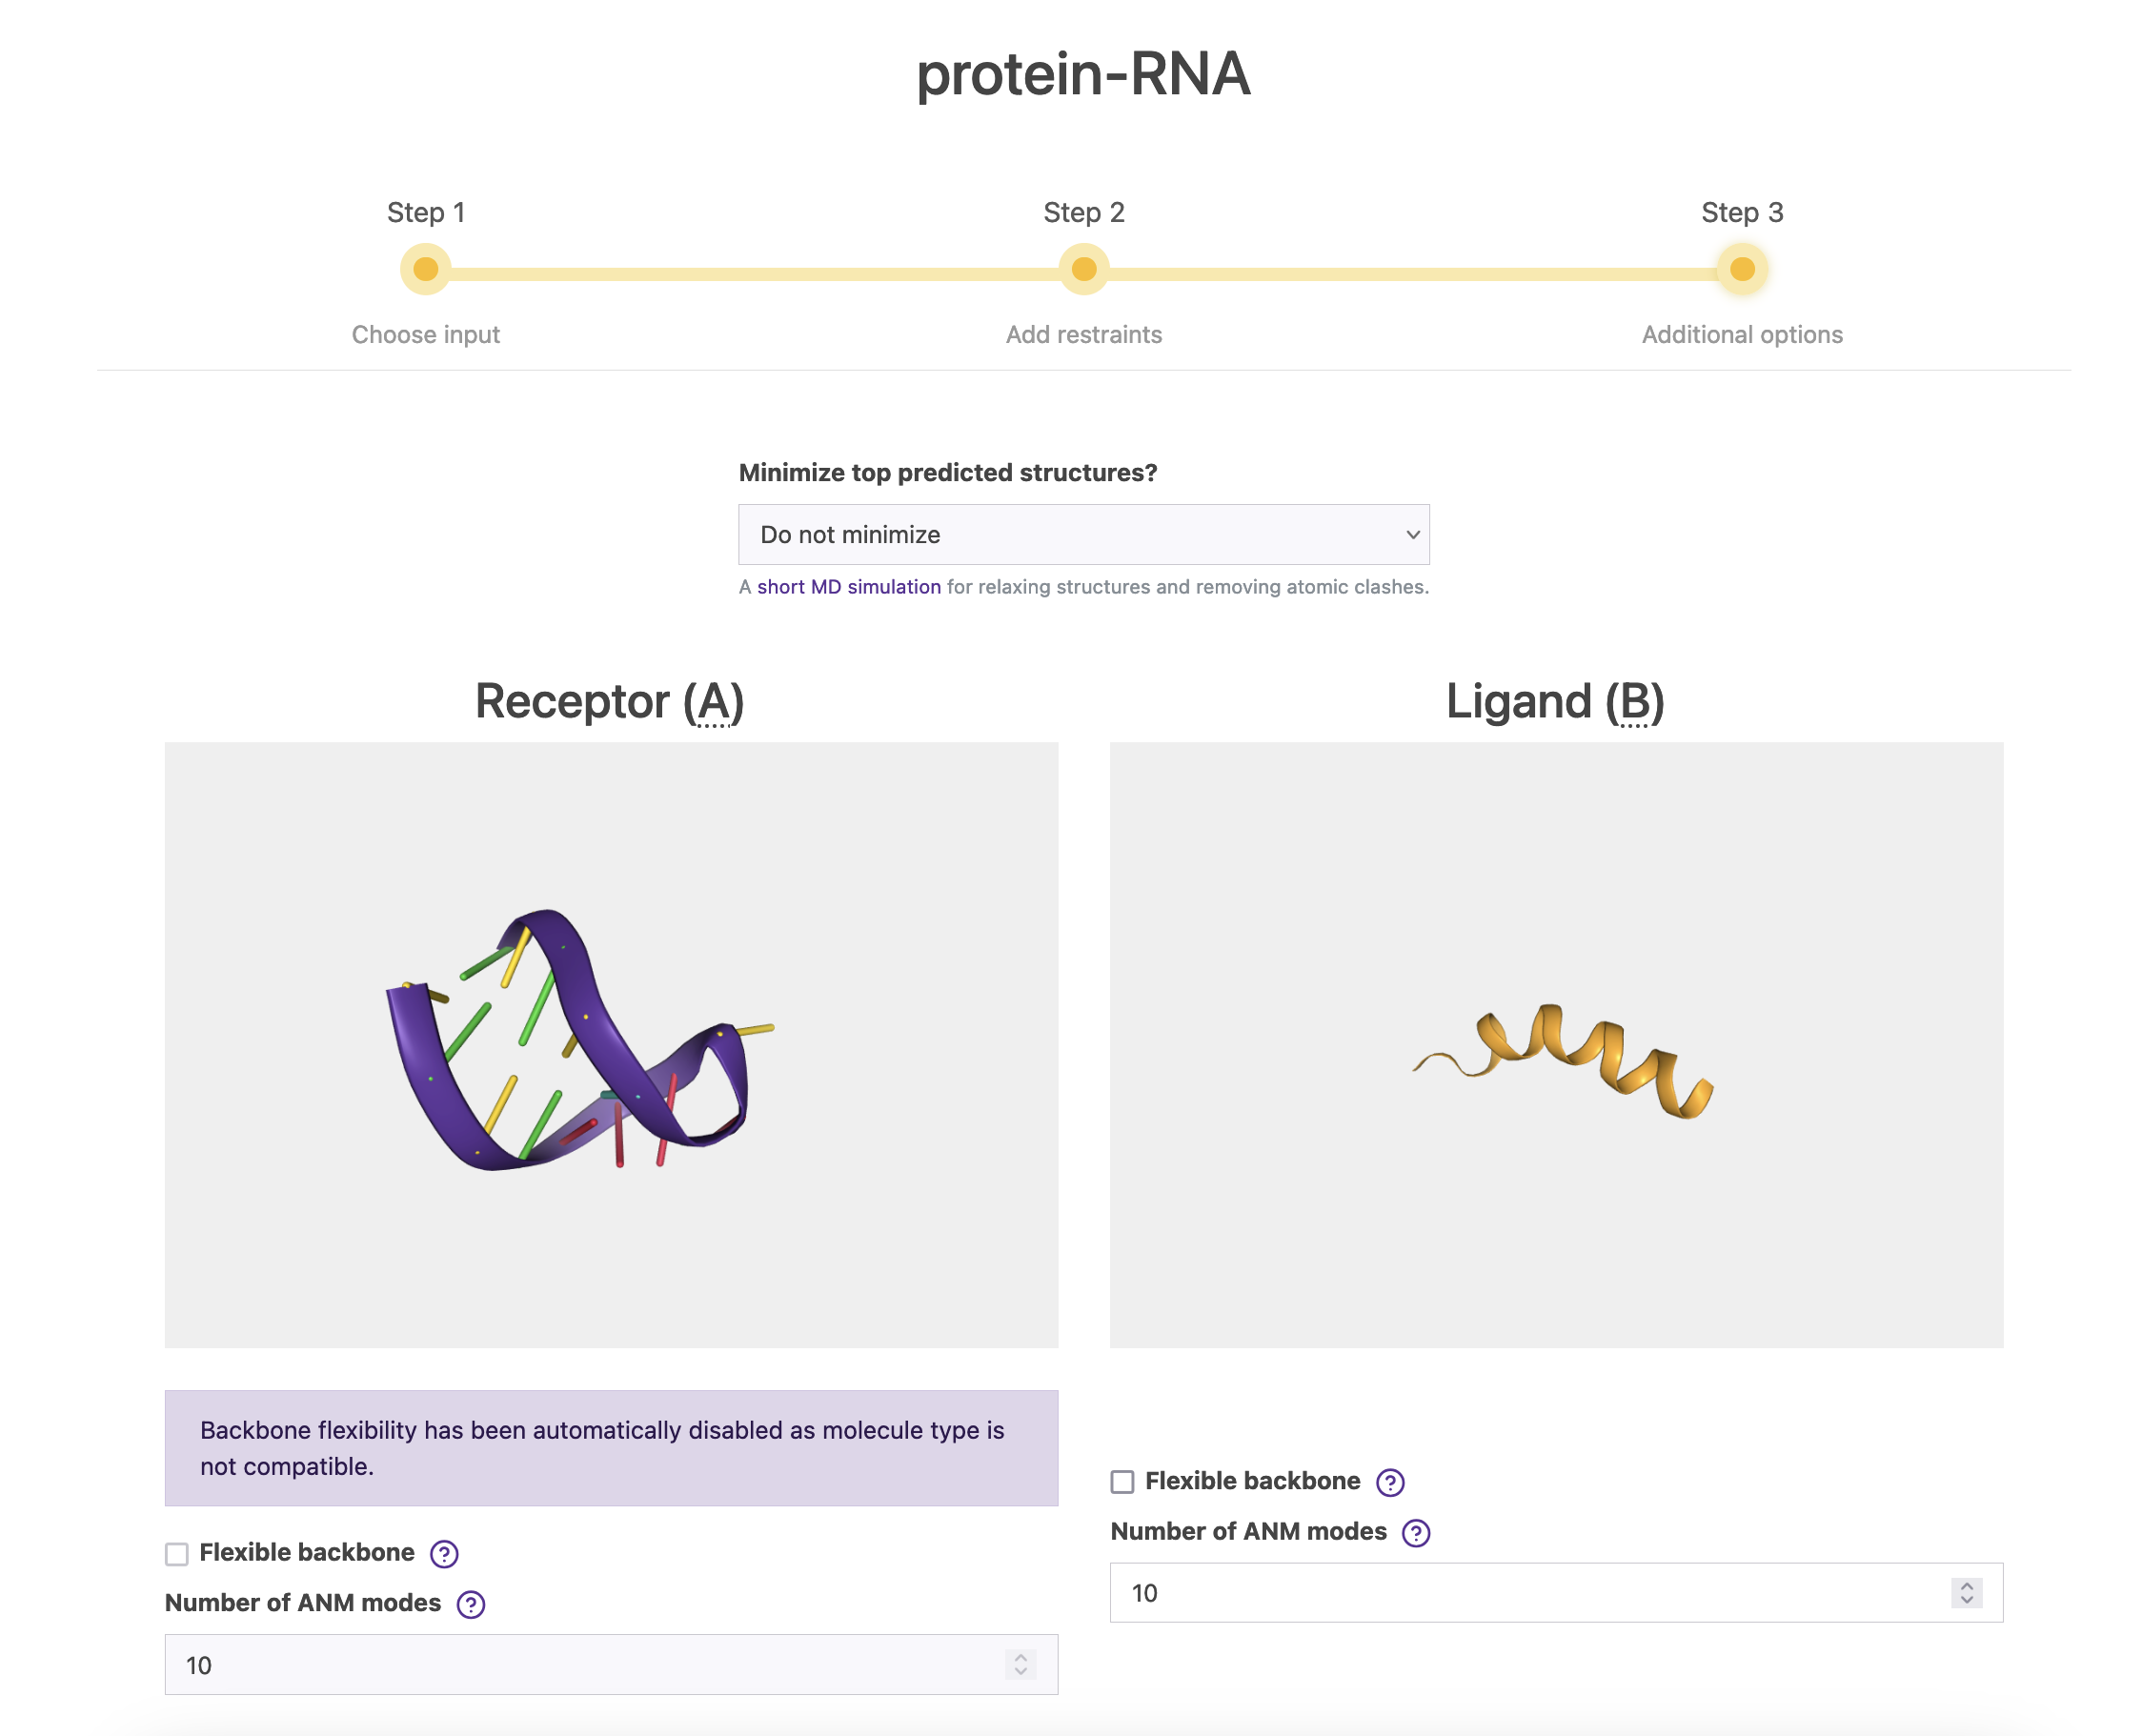 protein-RNA
Step 1
Step 2
Step 3
Choose input
Add restraints
Additional options
Minimize top predicted structures?
Do not minimize
A short MD simulation for relaxing structures and removing atomic clashes.
Receptor (A)
Ligand (B)
Backbone flexibility has been automatically disabled as molecule type is
not compatible.
Flexible backbone ?
Number of ANM modes ?
10
Flexible backbone ?
Number of ANM modes ?
10